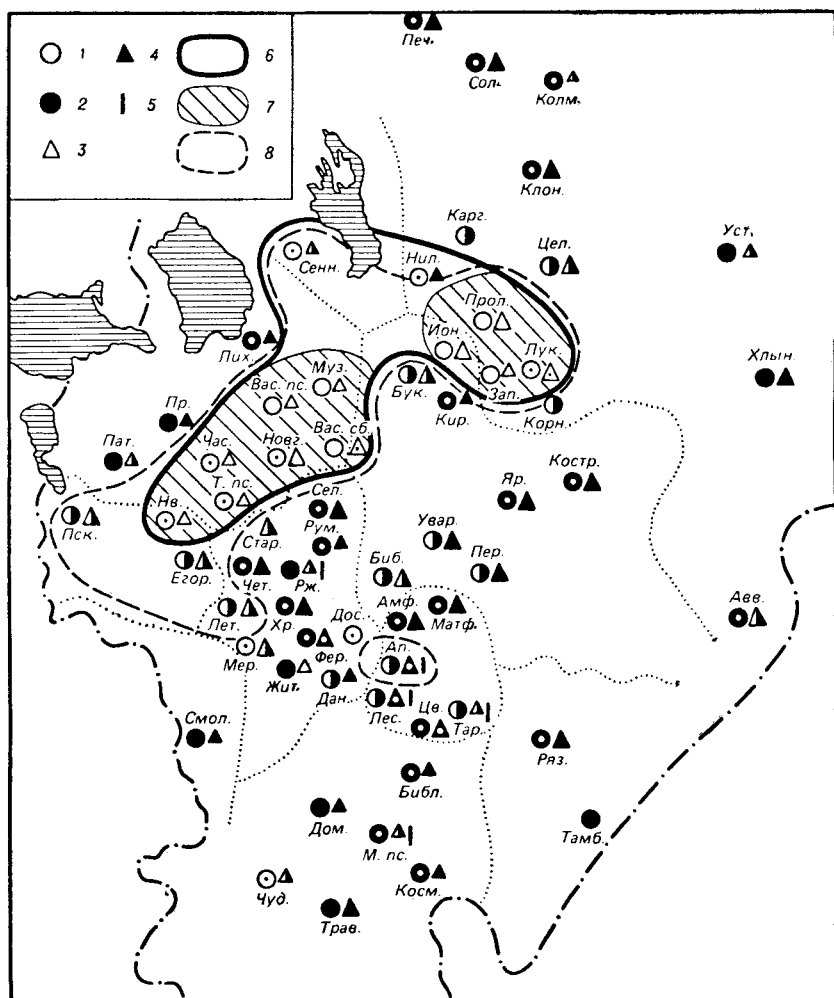 1 4 6
2 5 7
3 8
Печ.
Сол.
Колм.
Клон.
Карг.
Цел.
Уст.
Сенн.
Нил.
Прол.
Ион.
Лук.
Зап.
Хлын.
Пих.
Муз.
Вас. пс.
Бук.
Кир.
Корн.
Пр.
Паг.
Час.
Новг.
Вас. сб.
Т. пс.
Нв.
Пск.
Сел.
Рум.
Яр.
Костр.
Стар.
Увар.
Егор.
Чет.
Рж.
Биб.
Пер.
Лет.
Хр.
Дос.
Амф.
Матф.
Авв.
Мер.
Фер.
Ап.
Жит.
Дан.
Лес.
Цв.
Тар.
Смол.
Ряз.
Библ.
Дом.
Тамб.
М. пс.
Чуд.
Косм.
Трав.